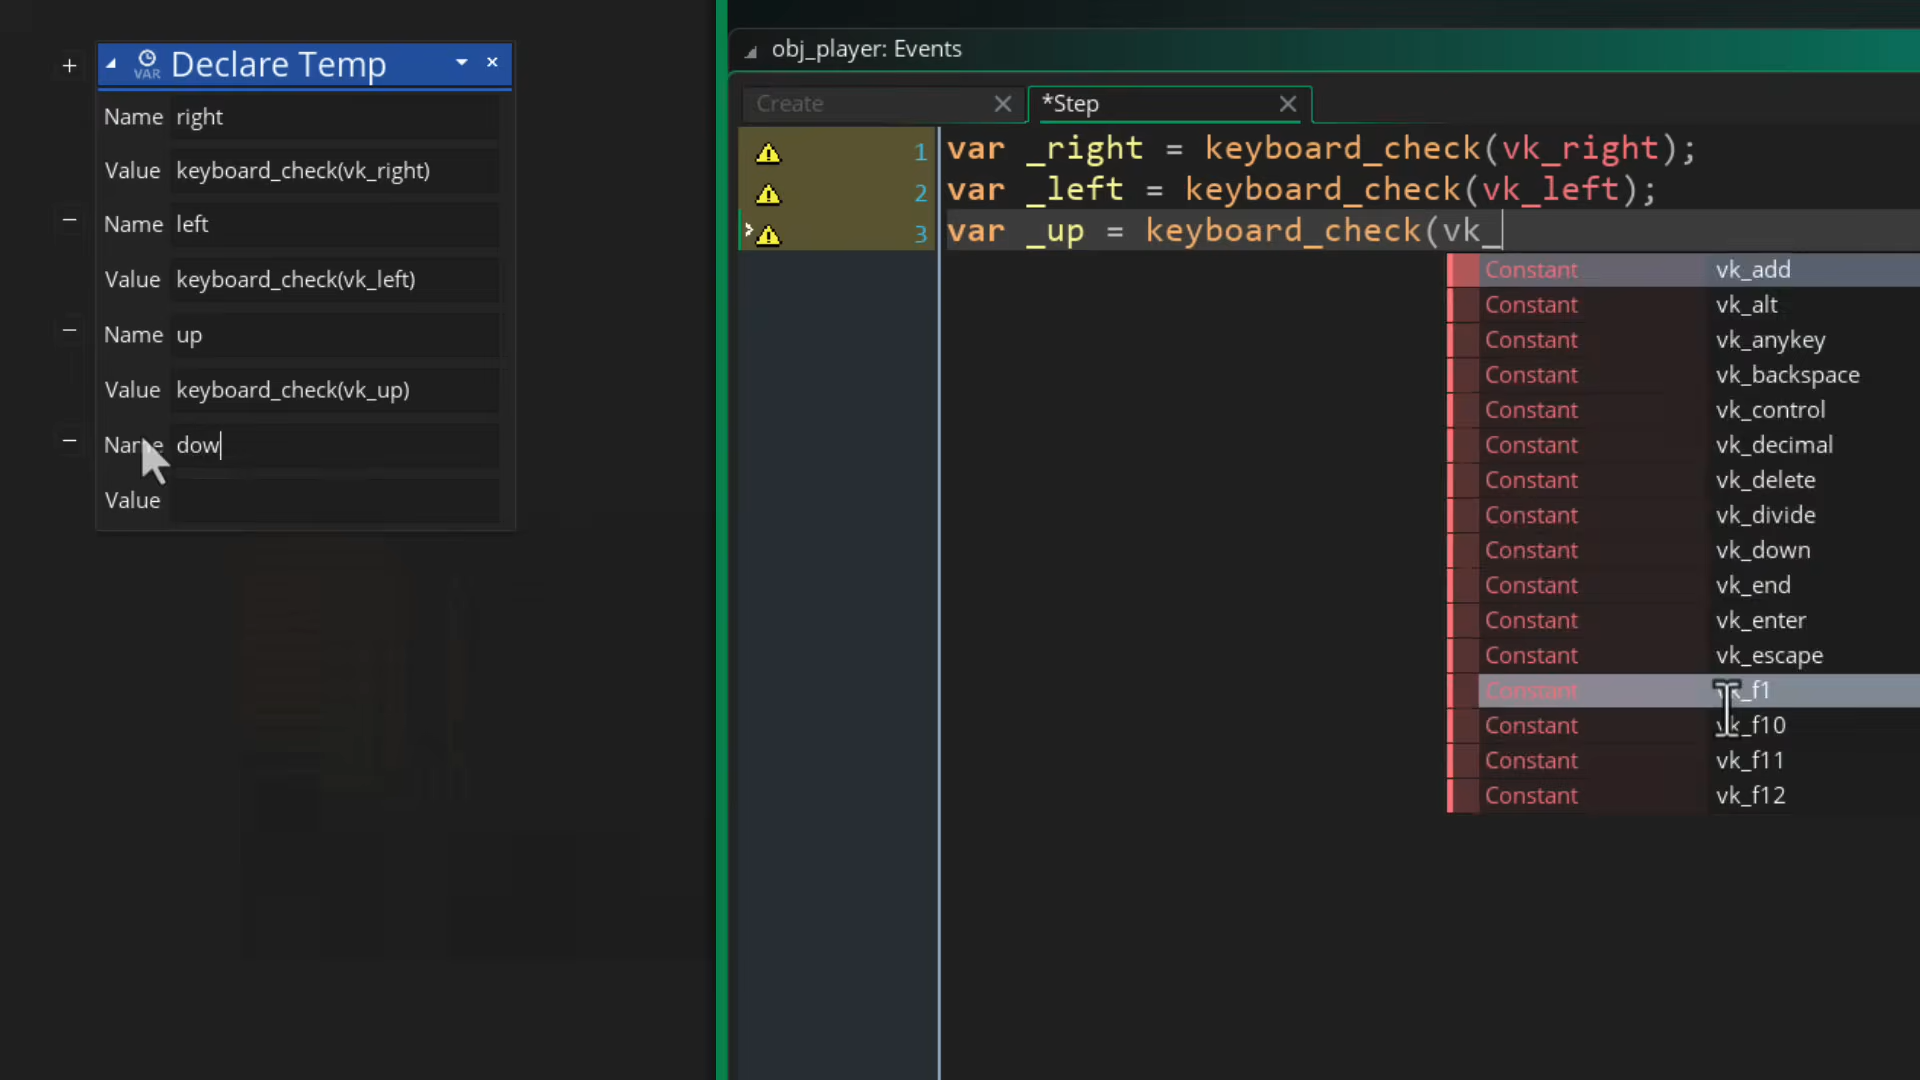 VAR Declare Temp
Name right
Value keyboard_check(vk_right)
Name left
Value keyboard_check(vk_left)
Name up
Value keyboard_check(vk_up)
Name dow
Value
obj_player: Events
Create
*Step
1 var _right = keyboard_check(vk_right);
2 var _left = keyboard_check(vk_left);
3 var _up = keyboard_check(vk_
Constant vk_add
Constant vk_alt
Constant vk_anykey
Constant vk_backspace
Constant vk_control
Constant vk_decimal
Constant vk_delete
Constant vk_divide
Constant vk_down
Constant vk_end
Constant vk_enter
Constant vk_escape
Constant vk_f1
Constant vk_f10
Constant vk_f11
Constant vk_f12